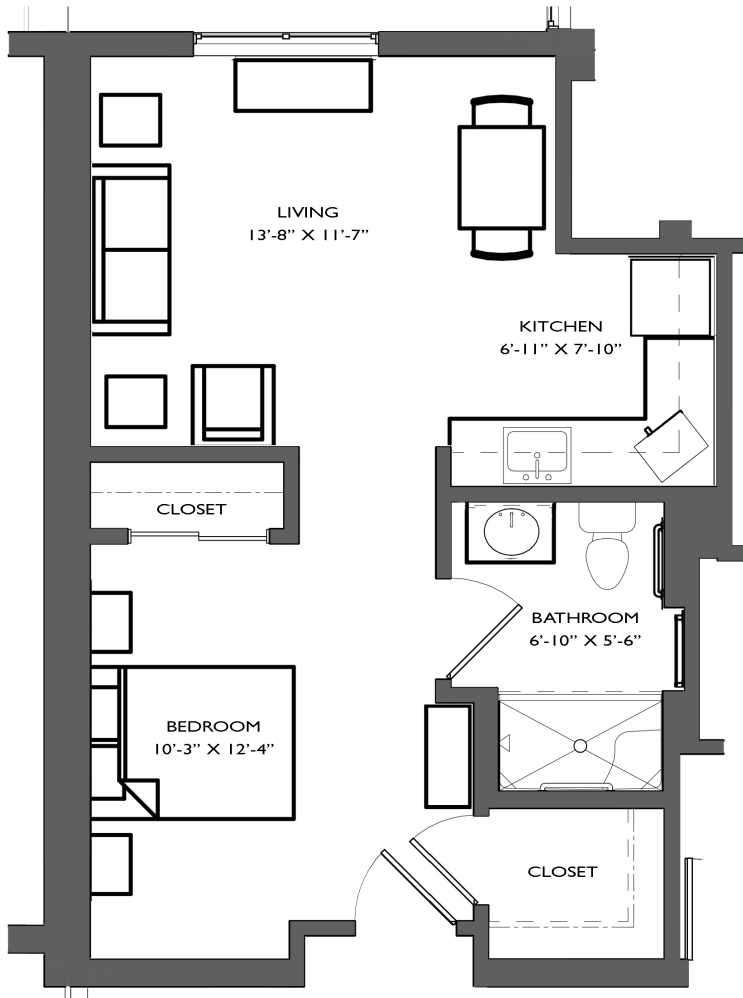 LIVING
13'-8” X 11'-7”
KITCHEN
6'-11” X 7'-10”
CLOSET
BATHROOM
6'-10” X 5'-6”
BEDROOM
10'-3” X 12'-4”
CLOSET